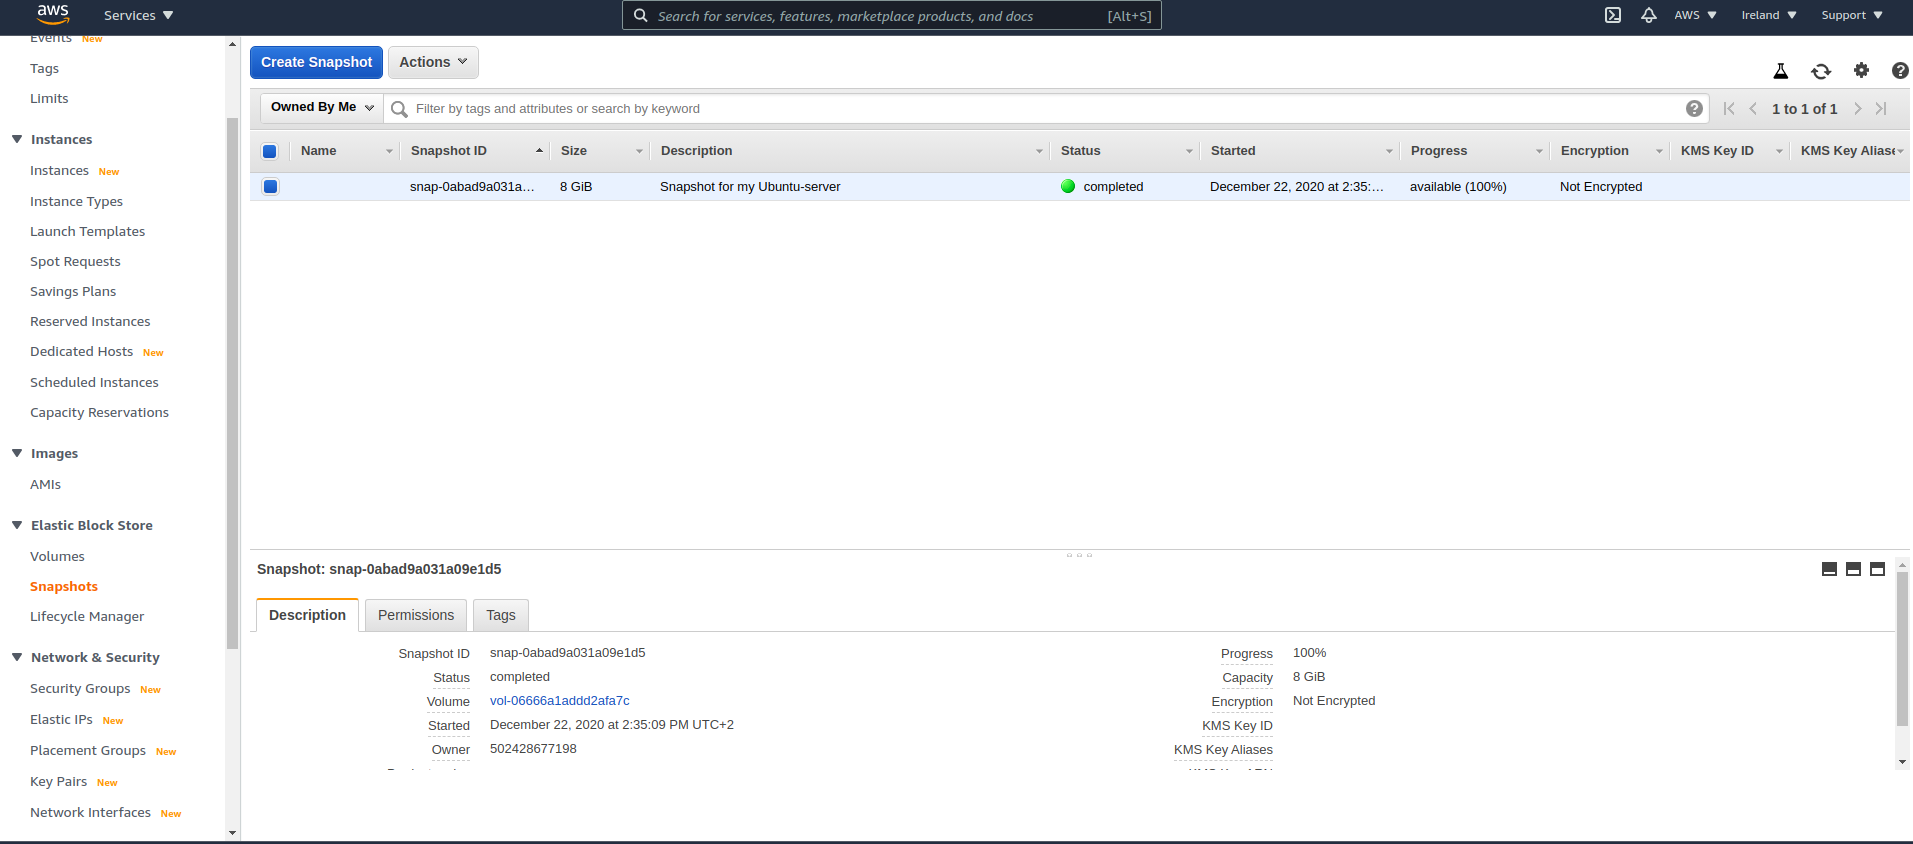 aws
Services
Search for services, features, marketplace products, and docs [Alt+S]
AWS
Ireland
Support
Events New
Tags
Limits
Instances
Instances New
Instance Types
Launch Templates
Spot Requests
Savings Plans
Reserved Instances
Dedicated Hosts New
Scheduled Instances
Capacity Reservations
Images
AMIs
Elastic Block Store
Volumes
Snapshots
Lifecycle Manager
Network & Security
Security Groups New
Elastic IPs New
Placement Groups New
Key Pairs New
Network Interfaces New
Create Snapshot
Actions
Owned By Me
Filter by tags and attributes or search by keyword
1 to 1 of 1
Name Snapshot ID Size Description Status Started Progress Encryption KMS Key ID KMS Key Aliase
snap-0abad9a031a... 8 GiB Snapshot for my Ubuntu-server completed December 22, 2020 at 2:35:... available (100%) Not Encrypted
Snapshot: snap-0abad9a031a09e1d5
Description Permissions Tags
Snapshot ID snap-0abad9a031a09e1d5
Status completed
Volume vol-06666a1addd2afa7c
Started December 22, 2020 at 2:35:09 PM UTC+2
Owner 502428677198
Progress 100%
Capacity 8 GiB
Encryption Not Encrypted
KMS Key ID
KMS Key Aliases